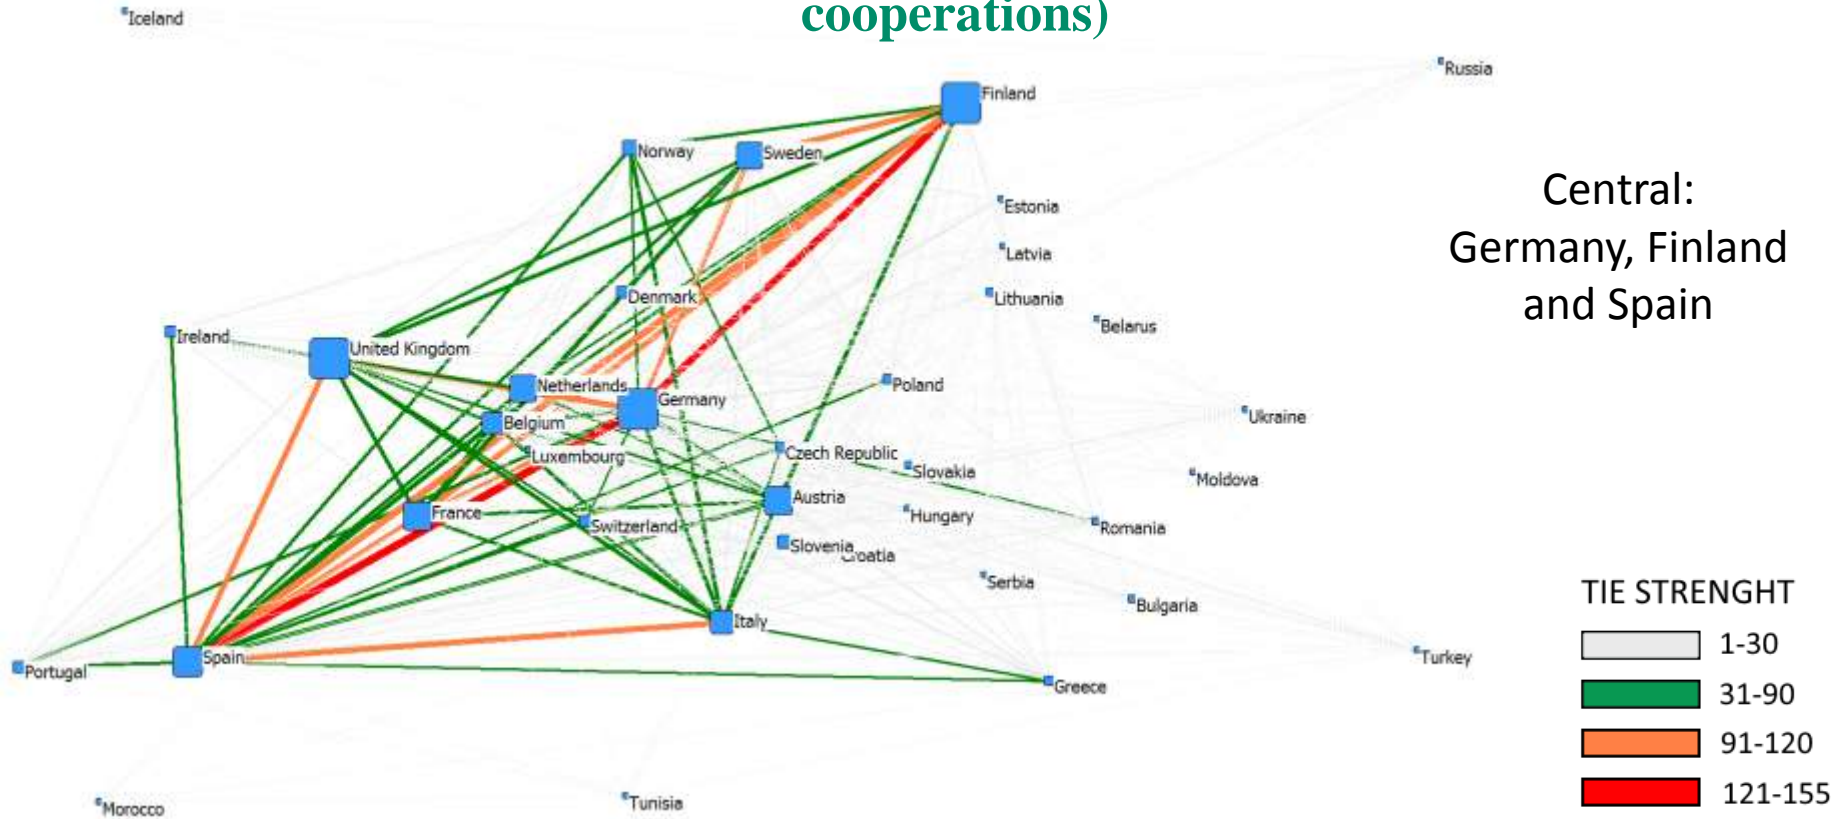 cooperations)
Iceland
Russia
Finland
Norway
Sweden
Central:
Germany, Finland
and Spain
Estonia
Latvia
Denmark
Lithuania
Belarus
Ireland
United Kingdom
Netherlands
Poland
Germany
Ukraine
Belgium
Czech Republic
Luxembourg
Slovakia
Moldova
Austria
France
Hungary
Switzerland
Romania
Slovenia
Serbia
TIE STRENGHT
Bulgaria
Italy
1-30
Spain
Turkey
Portugal
Greece
31-90
91-120
121-155
Tunisia
Morocco